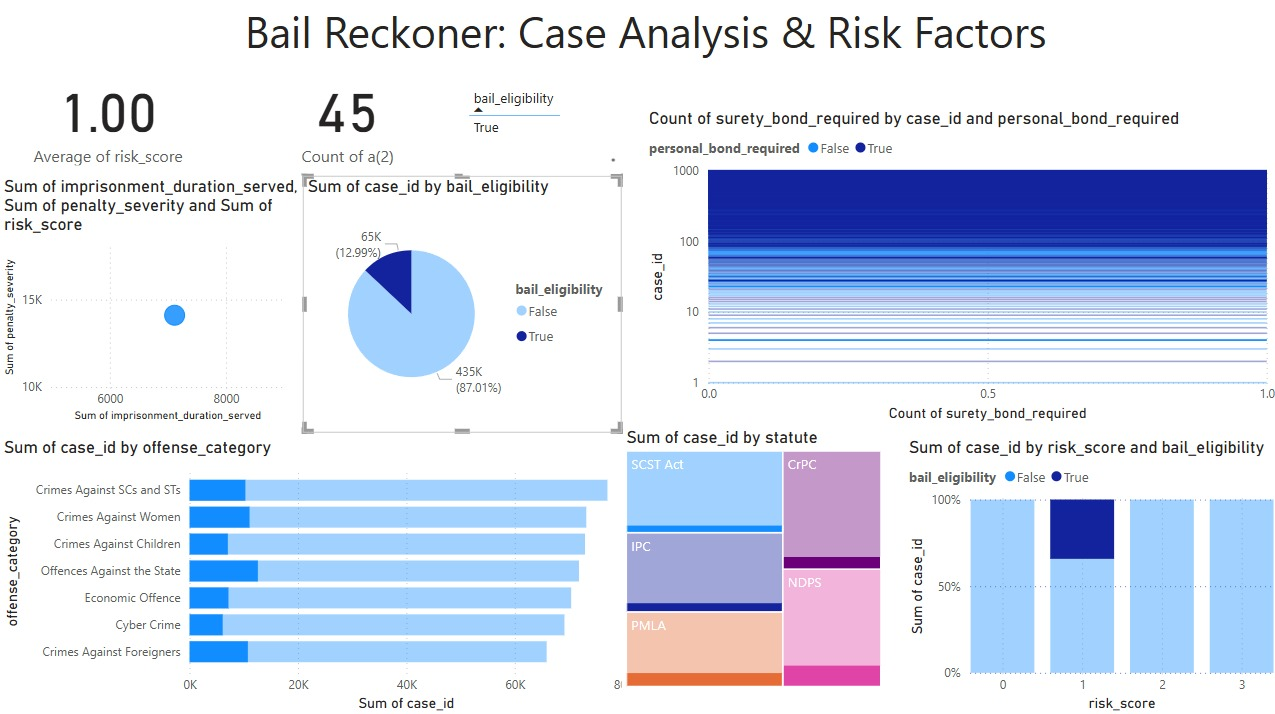 Bail Reckoner: Case Analysis & Risk Factors
1.00
Average of risk_score
45
Count of a(2)
bail_eligibility
True
Sum of imprisonment_duration_served,
Sum of penalty_severity and Sum of
risk_score
Sum of penalty_severity
15K
10K
6000
8000
Sum of imprisonment_duration_served
Sum of case_id by bail_eligibility
65K
(12.99%)
435K
(87.01%)
bail_eligibility
False
True
Count of surety_bond_required by case_id and personal_bond_required
personal_bond_required False True
case_id
1000
100
10
1
0.0
0.5
1.0
Count of surety_bond_required
Sum of case_id by offense_category
offense_category
Crimes Against SCs and STs
Crimes Against Women
Crimes Against Children
Offences Against the State
Economic Offence
Cyber Crime
Crimes Against Foreigners
0K
20K
40K
60K
Sum of case_id
Sum of case_id by statute
SCST Act
IPC
PMLA
CrPC
NDPS
Sum of case_id by risk_score and bail_eligibility
bail_eligibility False True
Sum of case_id
100%
50%
0%
0
1
2
3
risk_score